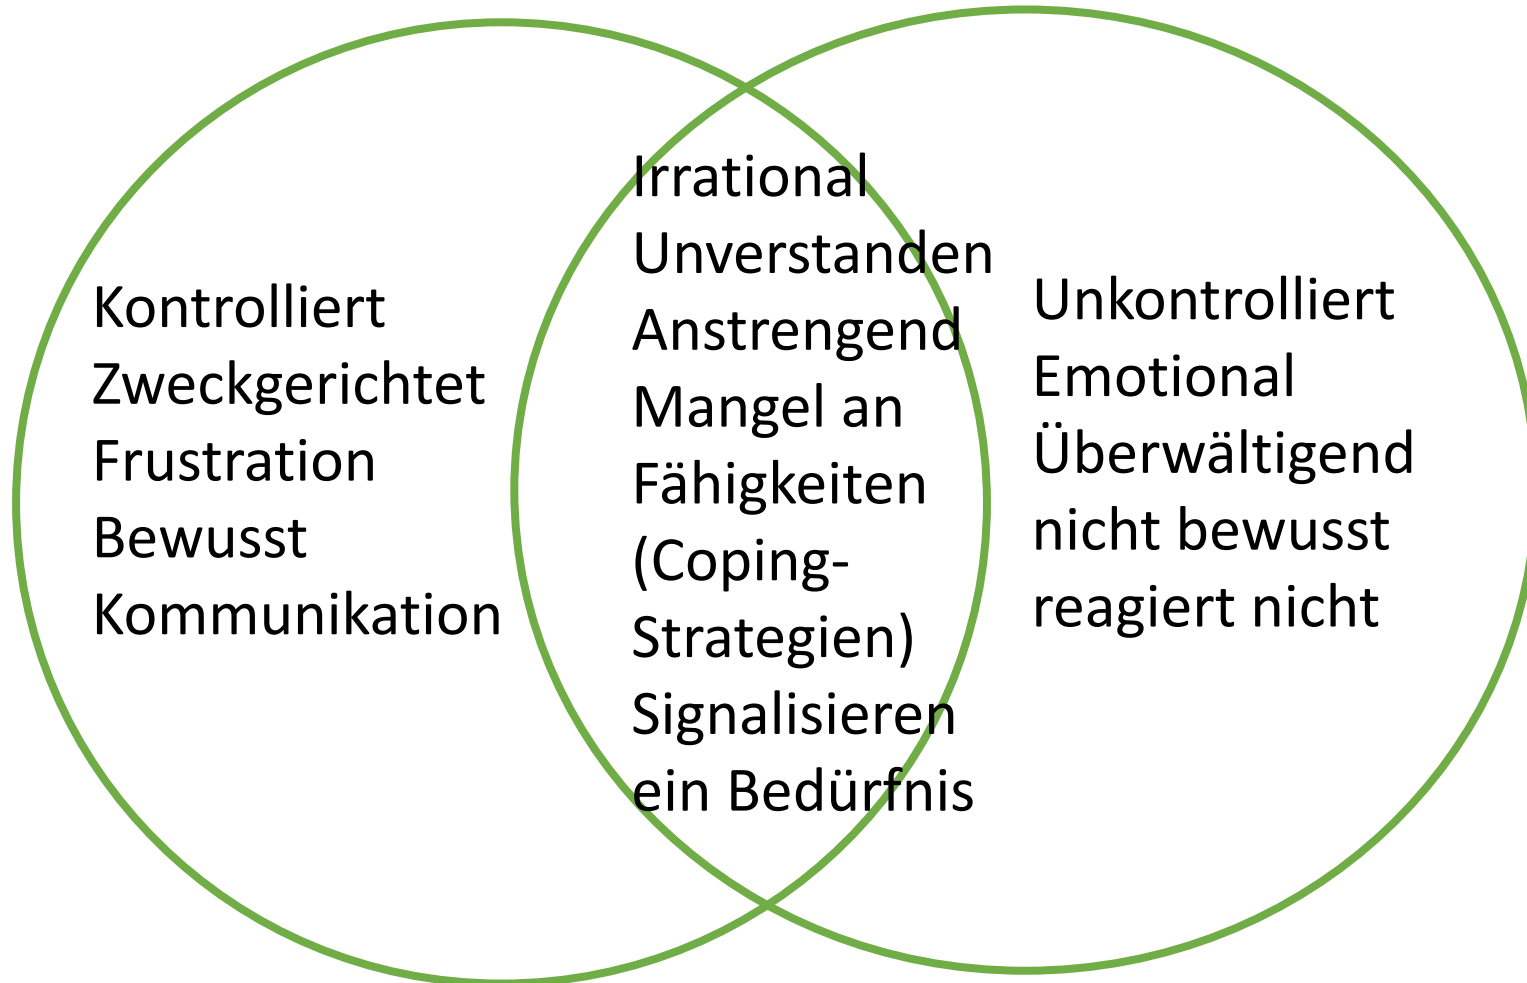 Kontrolliert
Zweckgerichtet
Frustration
Bewusst
Kommunikation
Irrational
Unverstanden
Anstrengend
Mangel an
Fähigkeiten
(Coping-
Strategien)
Signalisieren
ein Bedürfnis
Unkontrolliert
Emotional
Überwältigend
nicht bewusst
reagiert nicht